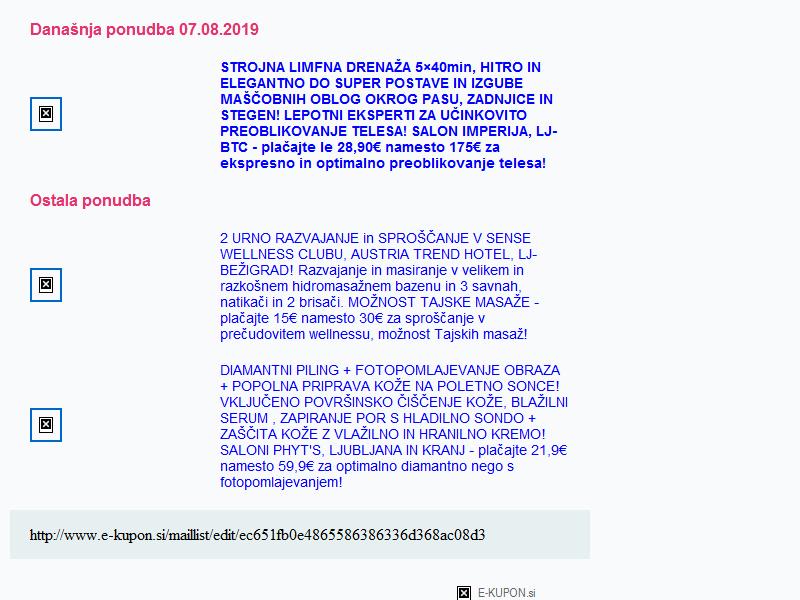 Današnja ponudba 07.08.2019
STROJNA LIMFNA DRENAŽA 5×40min, HITRO IN
ELEGANTNO DO SUPER POSTAVE IN IZGUBE
MAŠČOBNIH OBLOG OKROG PASU, ZADNJICE IN
STEGEN! LEPOTNI EKSPERTI ZA UČINKOVITO
PREOBLIKOVANJE TELESA! SALON IMPERIJA, LJ-
BTC - plačajte le 28,90€ namesto 175€ za
ekspresno in optimalno preoblikovanje telesa!
Ostala ponudba
2 URNO RAZVAJANJE in SPROŠČANJE V SENSE
WELLNESS CLUBU, AUSTRIA TREND HOTEL, LJ-
BEŽIGRAD! Razvajanje in masiranje v velikem in
razkošnem hidromasažnem bazenu in 3 savnah,
natikači in 2 brisači. MOŽNOST TAJSKE MASAŽE -
plačajte 15€ namesto 30€ za sproščanje v
prečudovitem wellnessu, možnost Tajskih masaž!
DIAMANTNI PILING + FOTOPOMLAJEVANJE OBRAZA
+ POPOLNA PRIPRAVA KOŽE NA POLETNO SONCE!
VKLJUČENO POVRŠINSKO ČIŠČENJE KOŽE, BLAŽILNI
SERUM , ZAPIRANJE POR S HLADILNO SONDO +
ZAŠČITA KOŽE Z VLAŽILNO IN HRANILNO KREMO!
SALONI PHYT'S, LJUBLJANA IN KRANJ - plačajte 21,9€
namesto 59,9€ za optimalno diamantno nego s
fotopomlajevanjem!
http://www.e-kupon.si/maillist/edit/ec651fb0e4865586386336d368ac08d3
E-KUPON.si